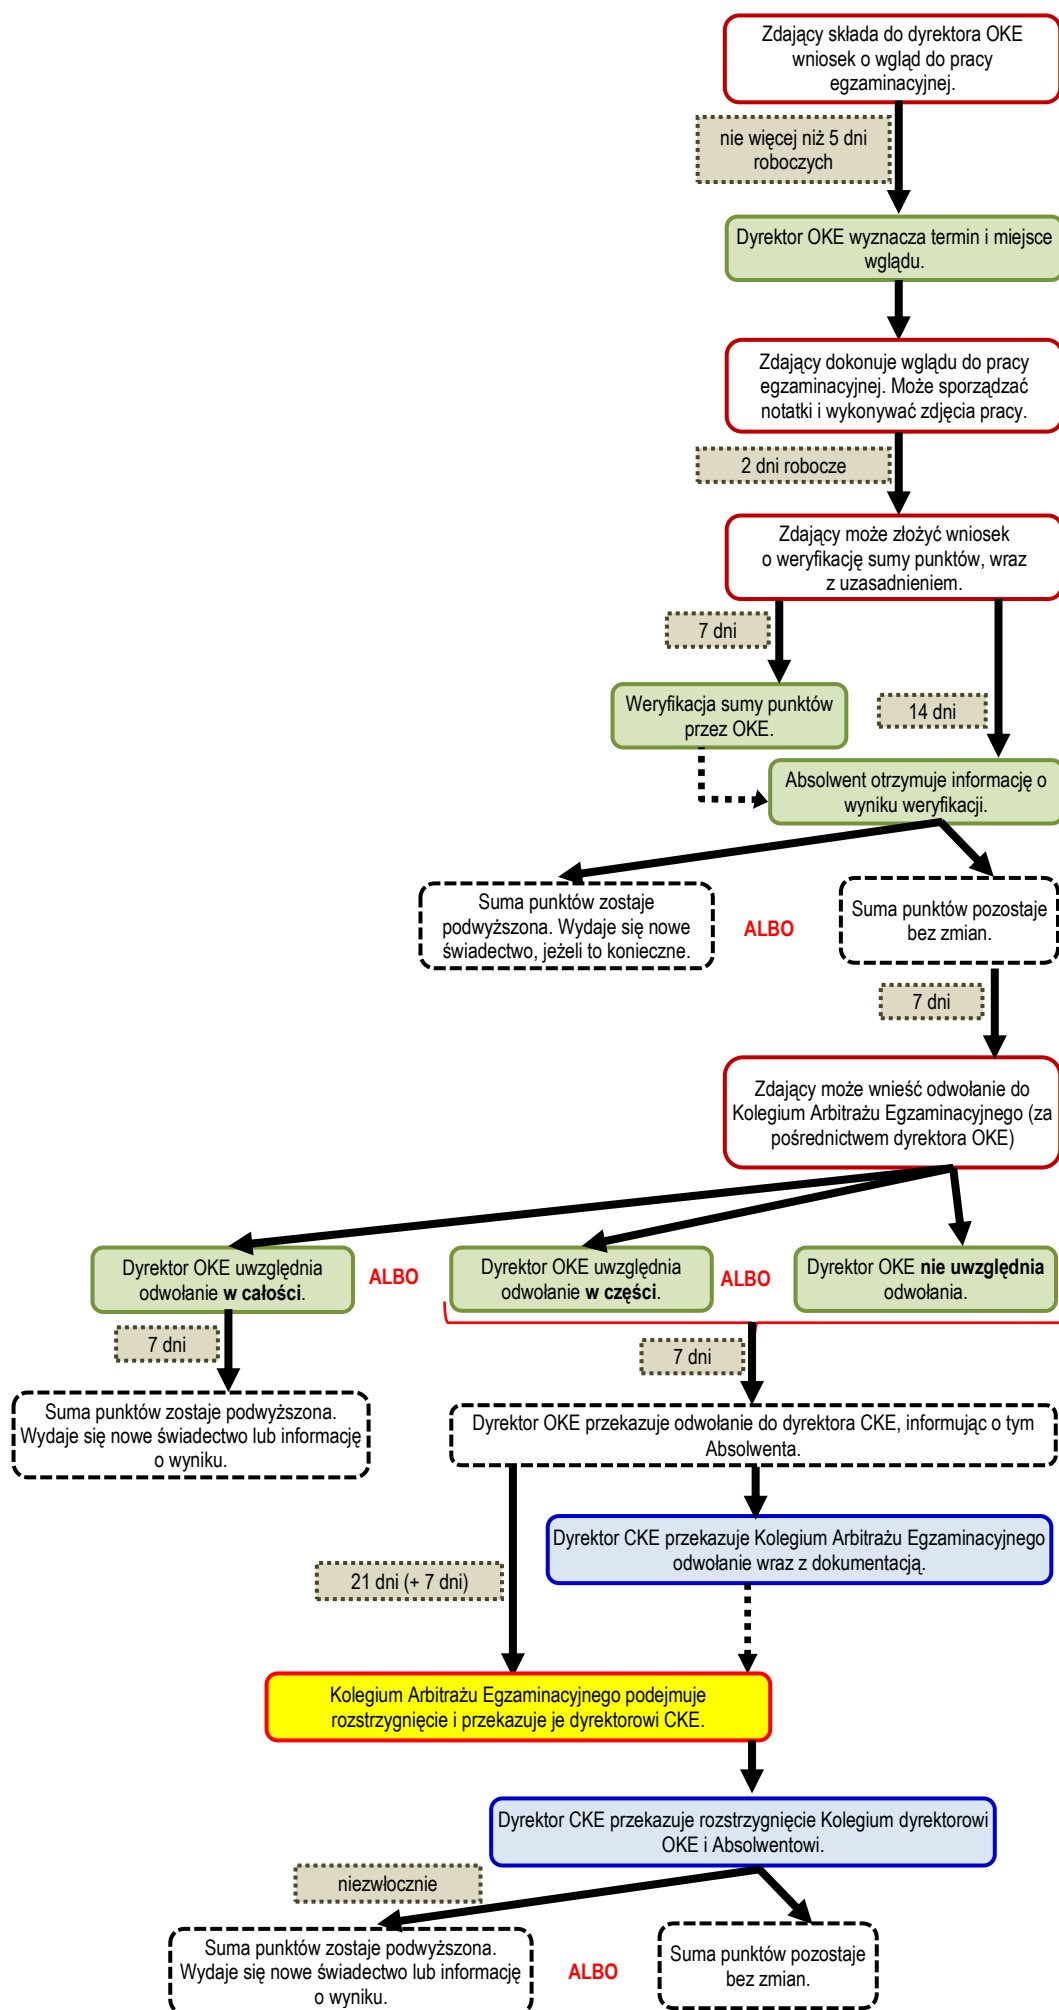 Zdający składa do dyrektora OKE
wniosek o wgląd do pracy
egzaminacyjnej.
nie więcej niż 5 dni
roboczych
Dyrektor OKE wyznacza termin i miejsce
wglądu.
Zdający dokonuje wglądu do pracy
egzaminacyjnej. Może sporządzać
notatki i wykonywać zdjęcia pracy.
2 dni robocze
Zdający może złożyć wniosek
o weryfikację sumy punktów, wraz
z uzasadnieniem.
7 dni
Weryfikacja sumy punktów
przez OKE.
14 dni
Absolwent otrzymuje informację o
wyniku weryfikacji.
Suma punktów zostaje
podwyższona. Wydaje się nowe
świadectwo, jeżeli to konieczne.
ALBO
Suma punktów pozostaje
bez zmian.
7 dni
Zdający może wnieść odwołanie do
Kolegium Arbitrażu Egzaminacyjnego (za
pośrednictwem dyrektora OKE)
Dyrektor OKE uwzględnia
odwołanie w całości.
ALBO
Dyrektor OKE uwzględnia
odwołanie w części.
ALBO
Dyrektor OKE nie uwzględnia
odwołania.
7 dni
7 dni
Suma punktów zostaje podwyższona.
Wydaje się nowe świadectwo lub informację
o wyniku.
Dyrektor OKE przekazuje odwołanie do dyrektora CKE, informując o tym
Absolwenta.
Dyrektor CKE przekazuje Kolegium Arbitrażu Egzaminacyjnego
odwołanie wraz z dokumentacją.
21 dni (+ 7 dni)
Kolegium Arbitrażu Egzaminacyjnego podejmuje
rozstrzygnięcie i przekazuje je dyrektorowi CKE.
Dyrektor CKE przekazuje rozstrzygnięcie Kolegium dyrektorowi
OKE i Absolwentowi.
niezwłocznie
Suma punktów zostaje podwyższona.
Wydaje się nowe świadectwo lub informację
o wyniku.
ALBO
Suma punktów pozostaje
bez zmian.